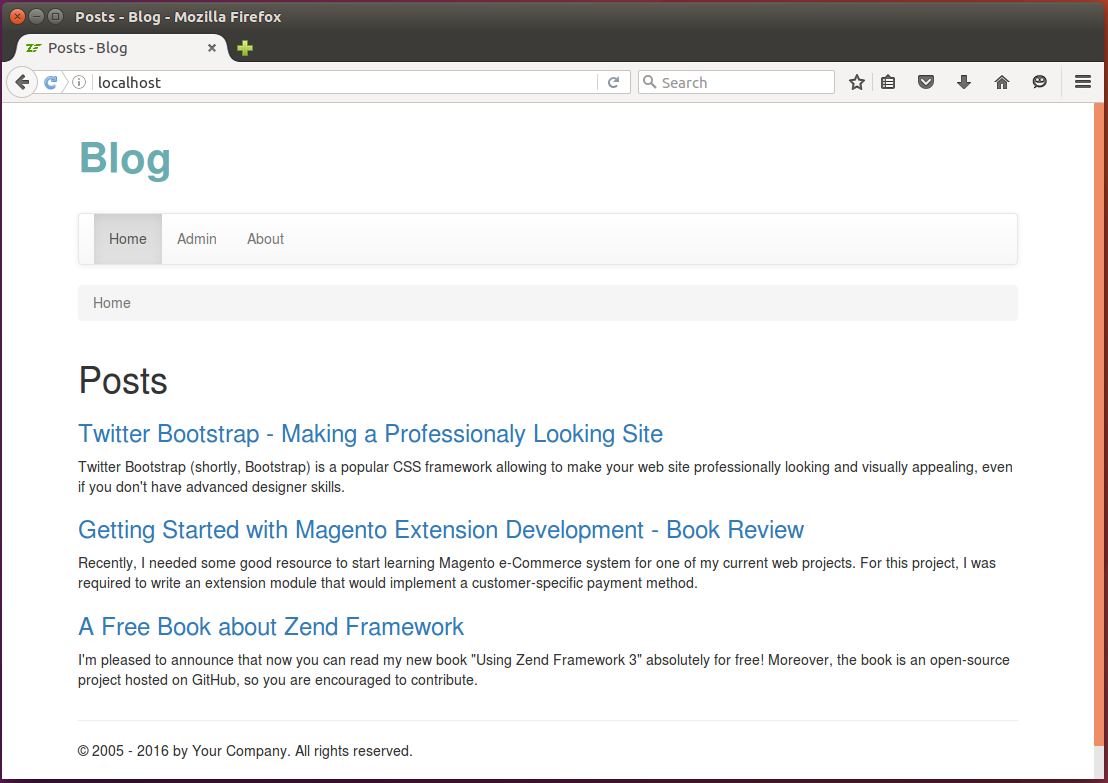 Posts - Blog - Mozilla Firefox
Posts - Blog
localhost
Search
Blog
Home Admin About
Home
Posts
Twitter Bootstrap - Making a Professionaly Looking Site
Twitter Bootstrap (shortly, Bootstrap) is a popular CSS framework allowing to make your web site professionally looking and visually appealing, even
if you don't have advanced designer skills.
Getting Started with Magento Extension Development - Book Review
Recently, I needed some good resource to start learning Magento e-Commerce system for one of my current web projects. For this project, I was
required to write an extension module that would implement a customer-specific payment method.
A Free Book about Zend Framework
I'm pleased to announce that now you can read my new book "Using Zend Framework 3" absolutely for free! Moreover, the book is an open-source
project hosted on GitHub, so you are encouraged to contribute.
© 2005 - 2016 by Your Company. All rights reserved.